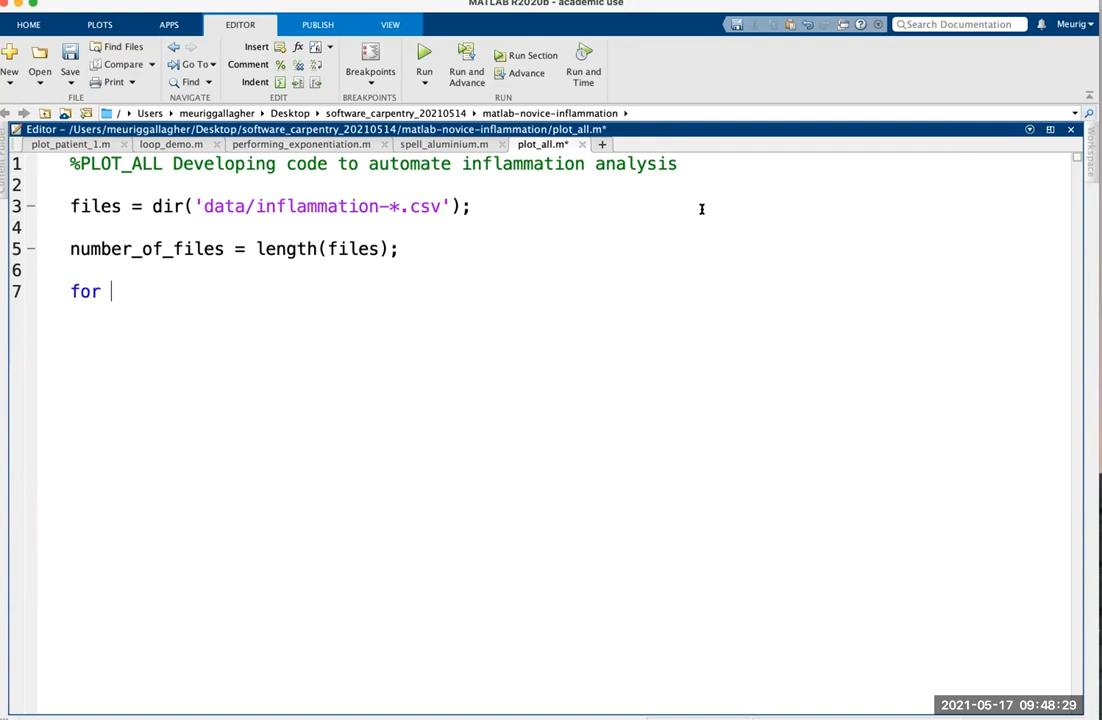 MATLAB R2020b - academic use
HOME PLOTS APPS EDITOR PUBLISH VIEW
Search Documentation Meurig
New Open Save Find Files Compare Print
Go To Find
Insert fx
Comment %
Indent
Breakpoints Run Run and Advance Run Section Advance Run and Time
FILE NAVIGATE EDIT BREAKPOINTS RUN
/ Users meuriggallagher Desktop software_carpentry_20210514 matlab-novice-inflammation
Editor - /Users/meuriggallagher/Desktop/software_carpentry_20210514/matlab-novice-inflammation/plot_all.m*
plot_patient_1.m loop_demo.m performing_exponentiation.m spell_aluminium.m plot_all.m* +
1 %PLOT_ALL Developing code to automate inflammation analysis
2
3 files = dir('data/inflammation-*.csv');
4
5 number_of_files = length(files);
6
7 for
Workspace
2021-05-17 09:48:29